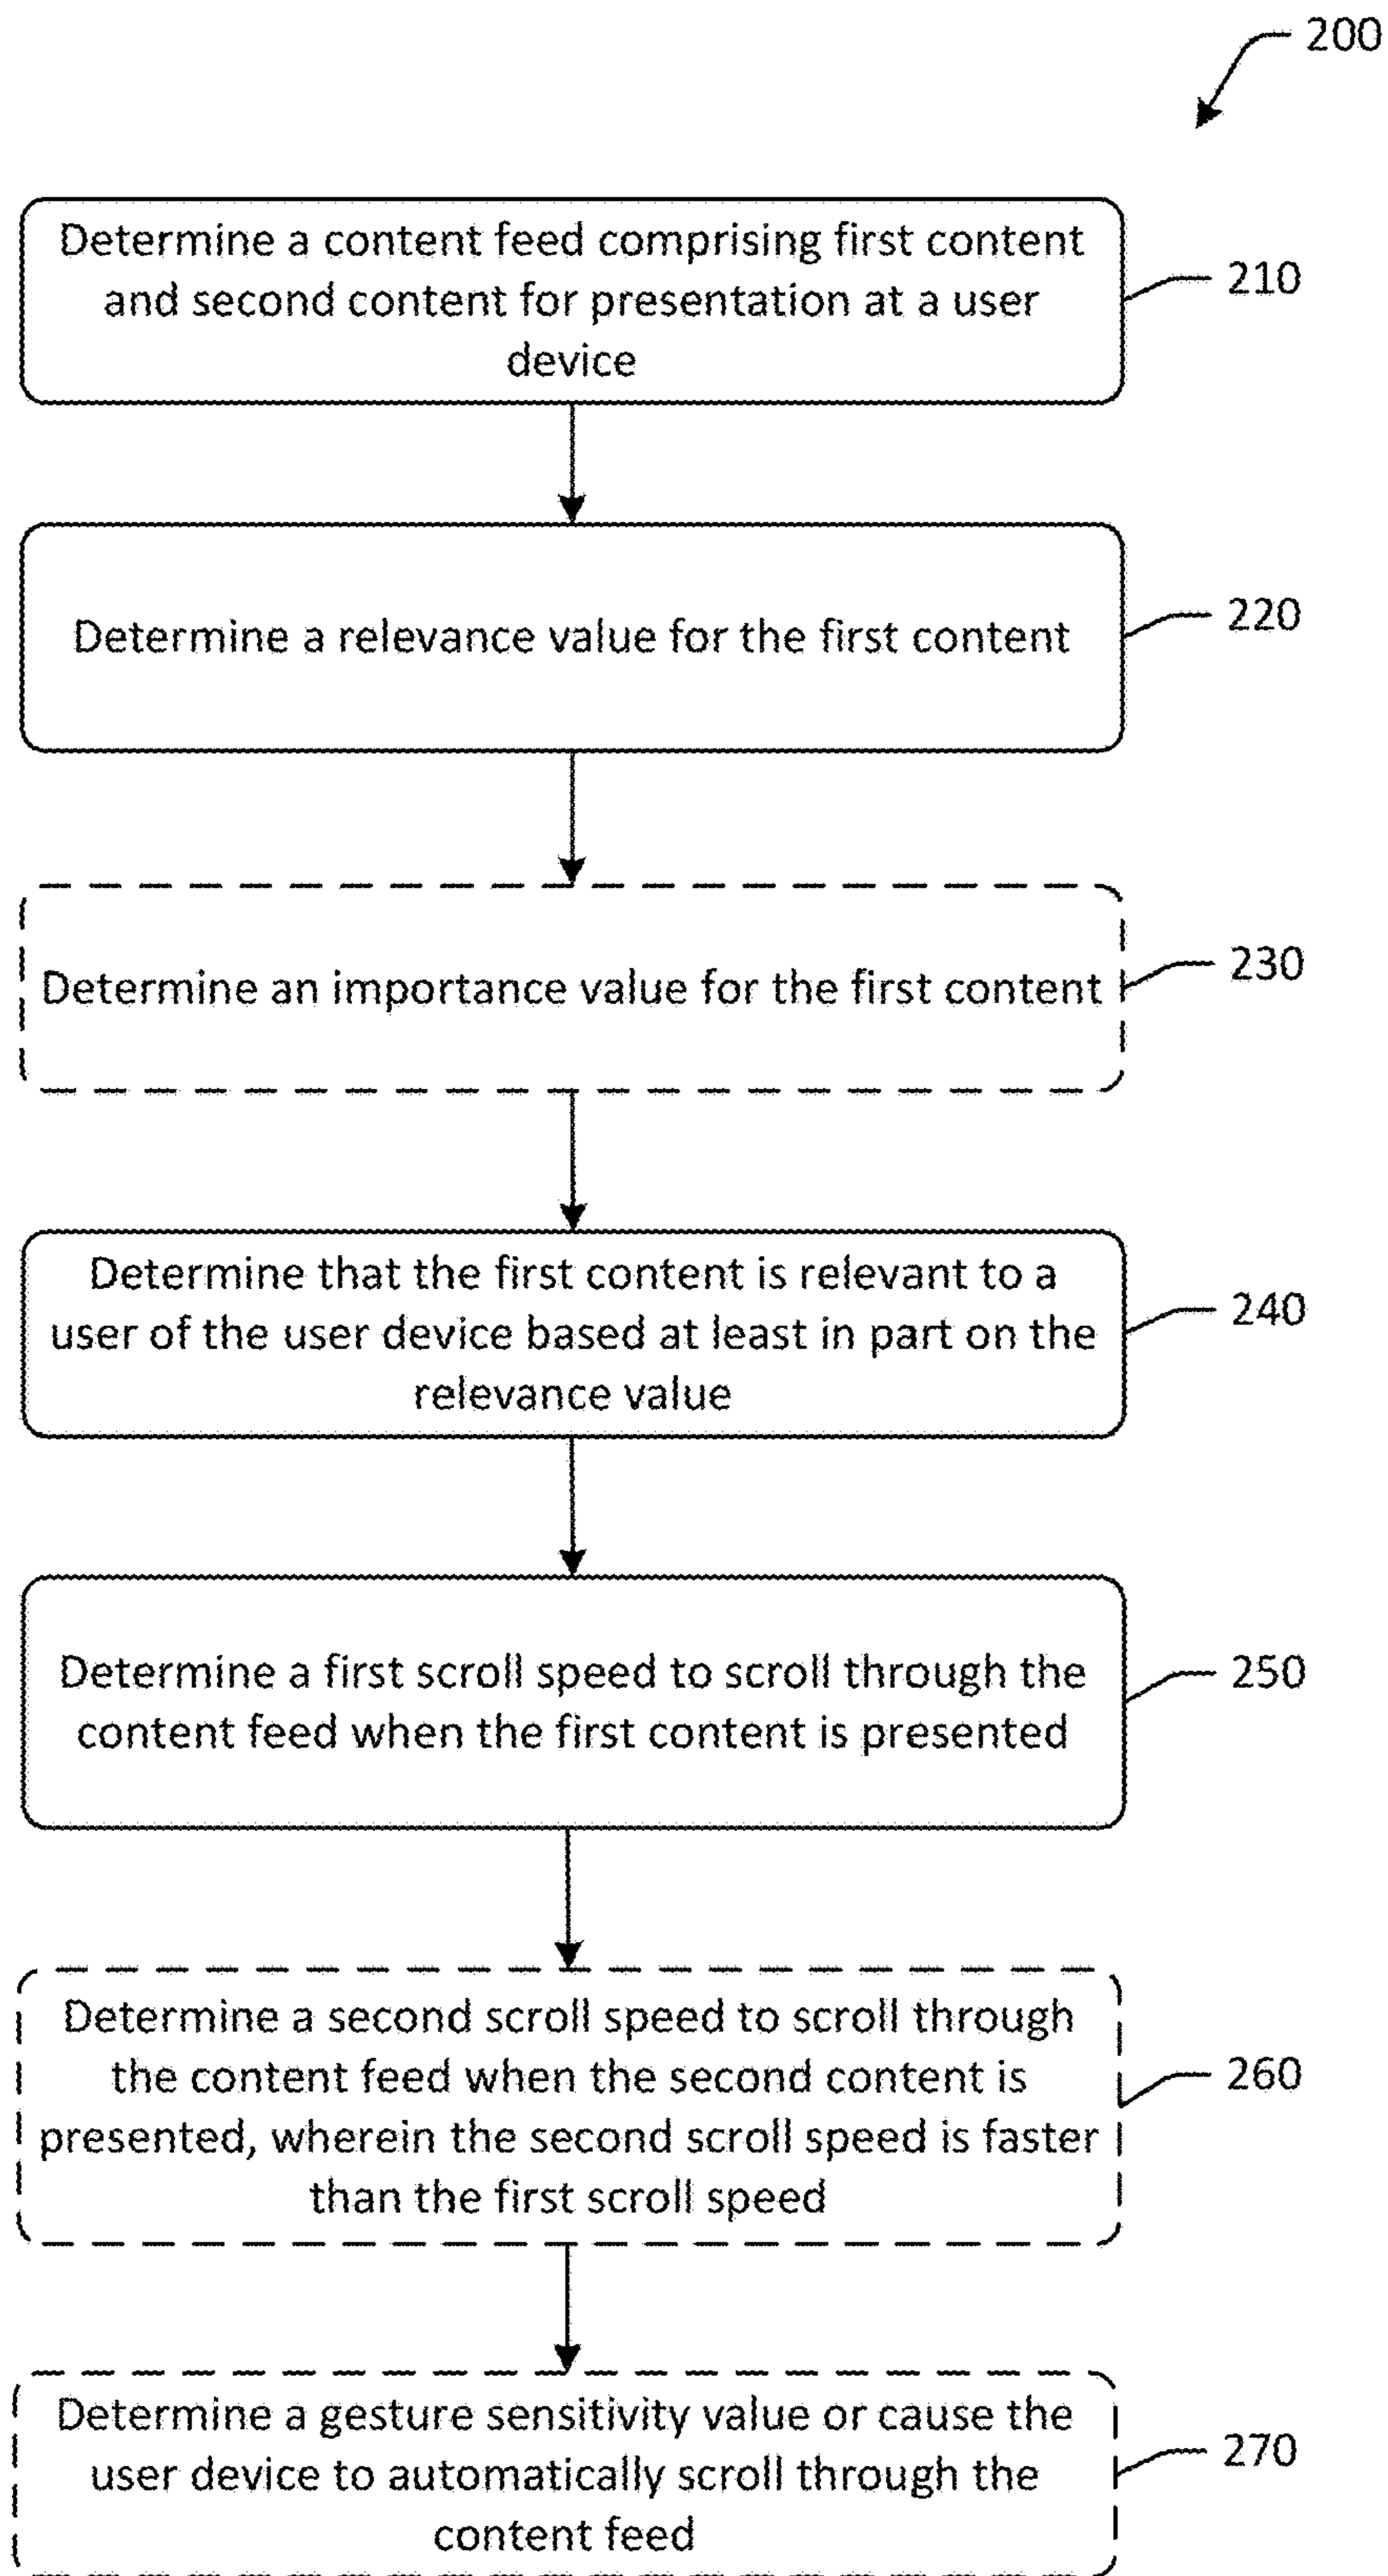 200
Determine a content feed comprising first content
and second content for presentation at a user
device
210
Determine a relevance value for the first content
220
Determine an importance value for the first content
230
Determine that the first content is relevant to a
user of the user device based at least in part on the
relevance value
240
Determine a first scroll speed to scroll through the
content feed when the first content is presented
250
Determine a second scroll speed to scroll through
the content feed when the second content is
presented, wherein the second scroll speed is faster
than the first scroll speed
260
Determine a gesture sensitivity value or cause the
user device to automatically scroll through the
content feed
270